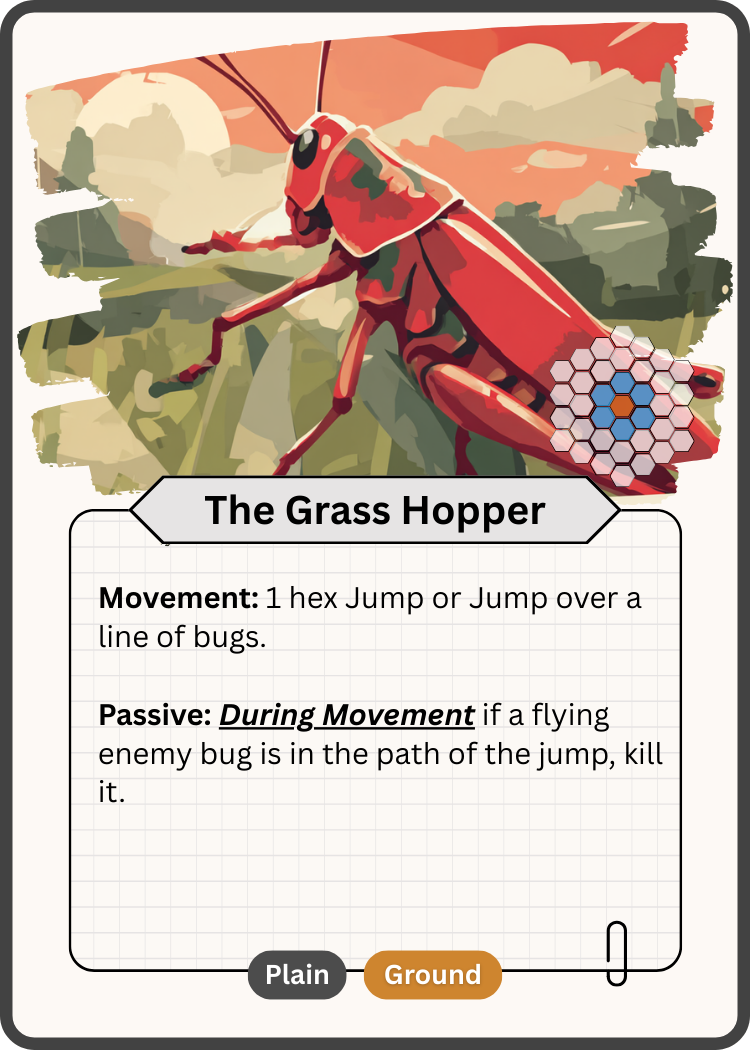 The Grass Hopper
Movement: 1 hex Jump or Jump over a
line of bugs.
Passive: During Movement if a flying
enemy bug is in the path of the jump, kill
it.
Plain
Ground